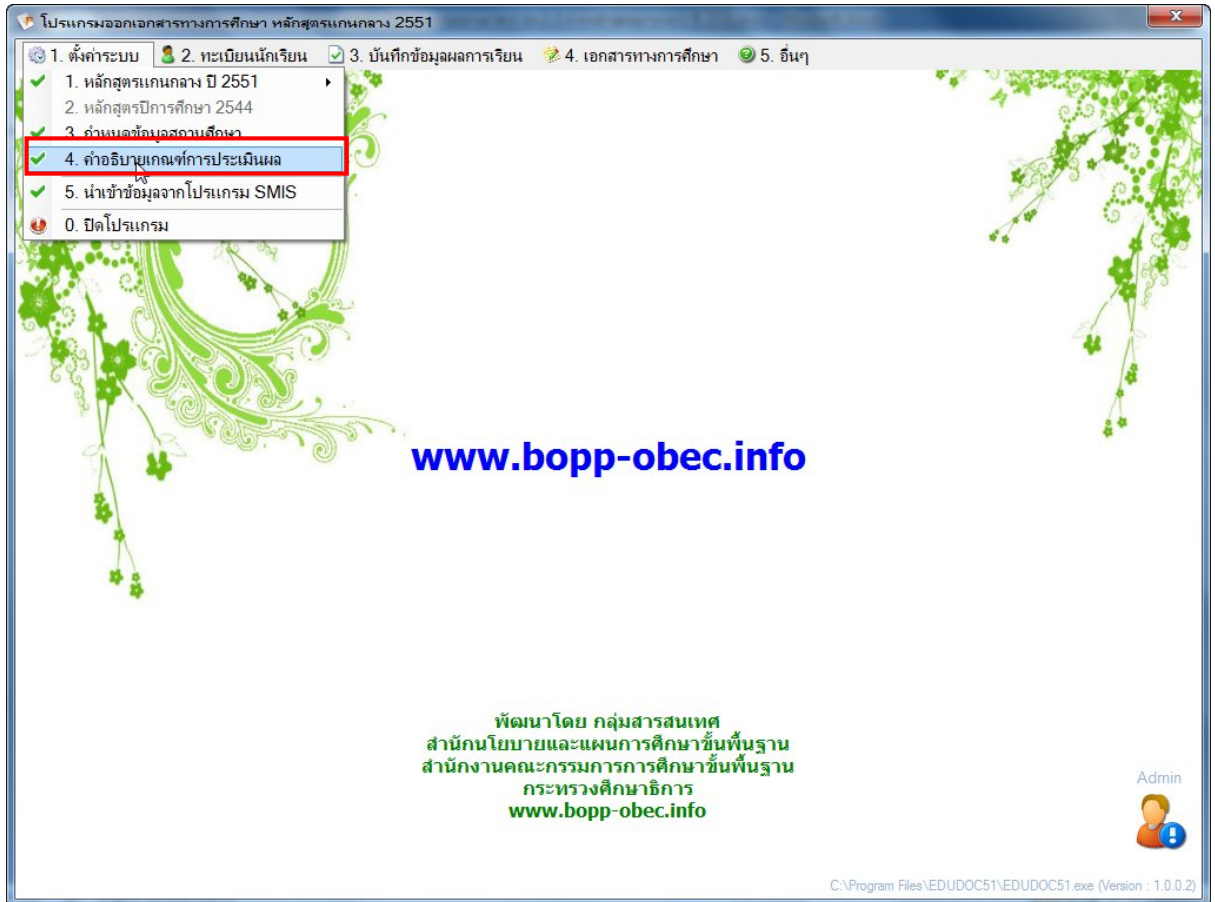 โปรแกรมออกเอกสารทางการศึกษา หลักสูตรแกนกลาง 2551
1. ตั้งค่าระบบ 2. ทะเบียนนักเรียน 3. บันทึกข้อมูลผลการเรียน 4. เอกสารทางการศึกษา 5. อื่นๆ
1. หลักสูตรแกนกลาง ปี 2551
2. หลักสูตรปีการศึกษา 2544
3. กำหนดข้อมูลสถานศึกษา
4. คำอธิบายเกณฑ์การประเมินผล
5. นำเข้าข้อมูลจากโปรแกรม SMIS
0. ปิดโปรแกรม
www.bopp-obec.info
พัฒนาโดย กลุ่มสารสนเทศ
สำนักนโยบายและแผนการศึกษาขั้นพื้นฐาน
สำนักงานคณะกรรมการการศึกษาขั้นพื้นฐาน
กระทรวงศึกษาธิการ
www.bopp-obec.info
Admin
C:\Program Files\EDUDOC51\EDUDOC51.exe (Version : 1.0.0.2)